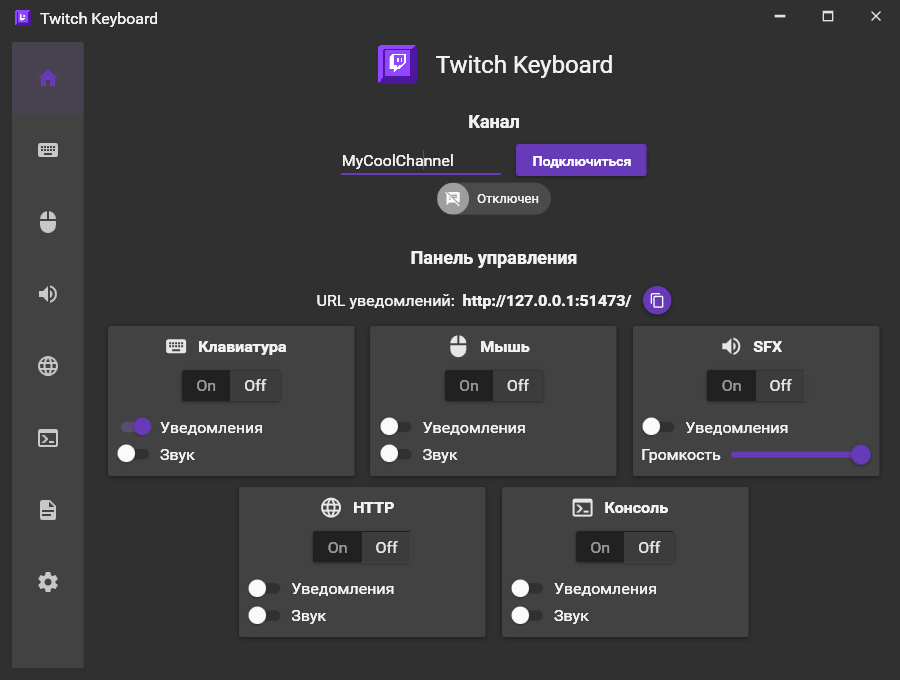 Twitch Keyboard
Twitch Keyboard
Канал
MyCoolChannel
Подключиться
Отключен
Панель управления
URL уведомлений: http://127.0.0.1:51473/
Клавиатура
On Off
Уведомления
Звук
Мышь
On Off
Уведомления
Звук
SFX
On Off
Уведомления
Громкость
HTTP
On Off
Уведомления
Звук
Консоль
On Off
Уведомления
Звук